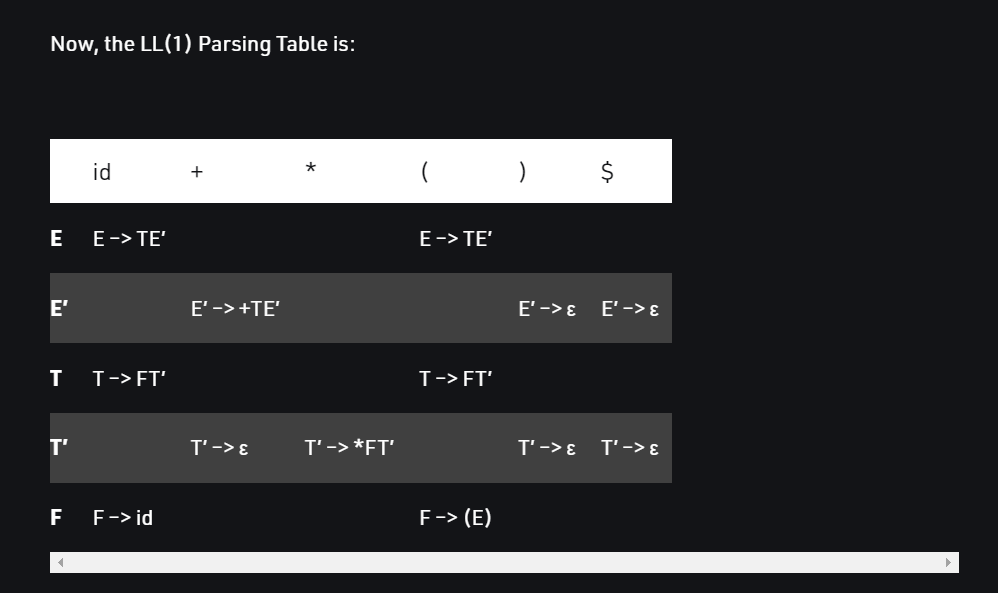 Now, the LL(1) Parsing Table is:
id + * ( ) $
E E –> TE’ E –> TE’
E’ E’ –> +TE’ E’ –> ε E’ –> ε
T T –> FT’ T –> FT’
T’ T’ –> ε T’ –> *FT’ T’ –> ε T’ –> ε
F F –> id F –> (E)